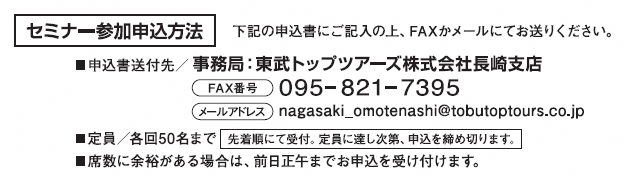 セミナー参加申込方法 下記の申込書にご記入の上、FAXかメールにてお送りください。
■申込書送付先／事務局：東武トップツアーズ株式会社長崎支店
FAX番号 095-821-7395
メールアドレス nagasaki_omotenashi@tobutoptours.co.jp
■定員／各回50名まで 先着順にて受付。定員に達し次第、申込を締め切ります。
■席数に余裕がある場合は、前日正午までお申込を受け付けます。